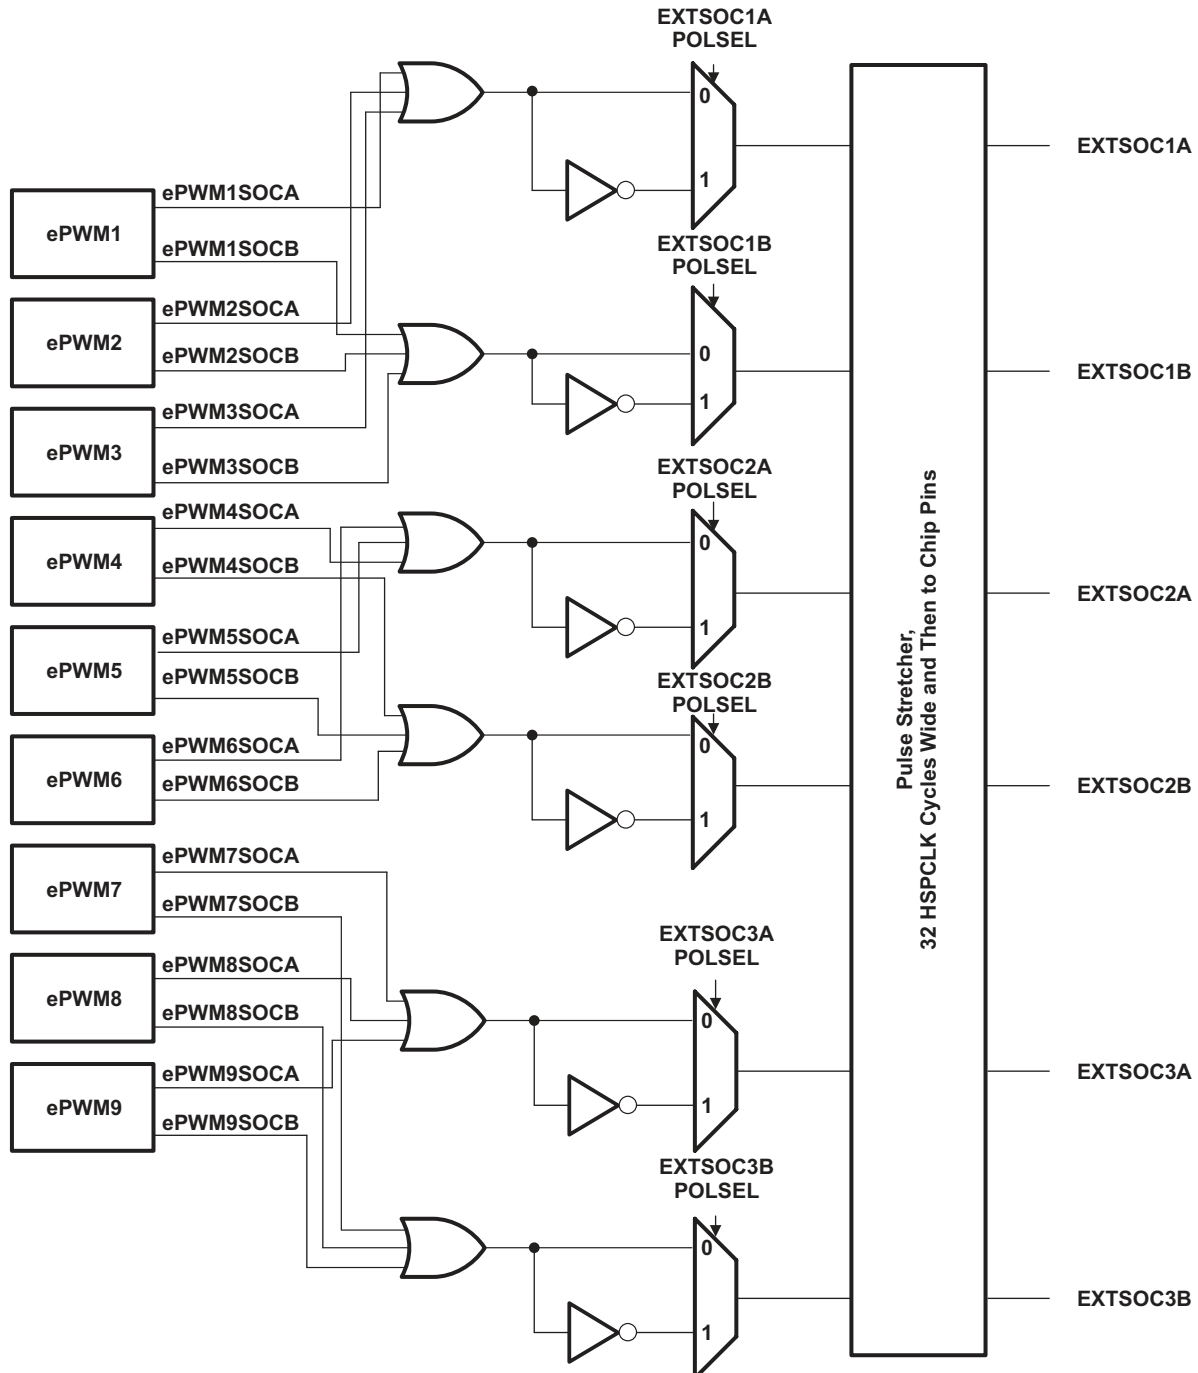 EXTSOC1A
POLSEL
0
1
EXTSOC1A
ePWM1
ePWM1SOCA
ePWM1SOCB
EXTSOC1B
POLSEL
0
1
EXTSOC1B
ePWM2
ePWM2SOCA
ePWM2SOCB
ePWM3
ePWM3SOCA
ePWM3SOCB
EXTSOC2A
POLSEL
0
1
EXTSOC2A
ePWM4
ePWM4SOCA
ePWM4SOCB
ePWM5
ePWM5SOCA
ePWM5SOCB
EXTSOC2B
POLSEL
0
1
EXTSOC2B
ePWM6
ePWM6SOCA
ePWM6SOCB
Pulse Stretcher,
32 HSPCLK Cycles Wide and Then to Chip Pins
ePWM7
ePWM7SOCA
ePWM7SOCB
EXTSOC3A
POLSEL
0
1
EXTSOC3A
ePWM8
ePWM8SOCA
ePWM8SOCB
ePWM9
ePWM9SOCA
ePWM9SOCB
EXTSOC3B
POLSEL
0
1
EXTSOC3B